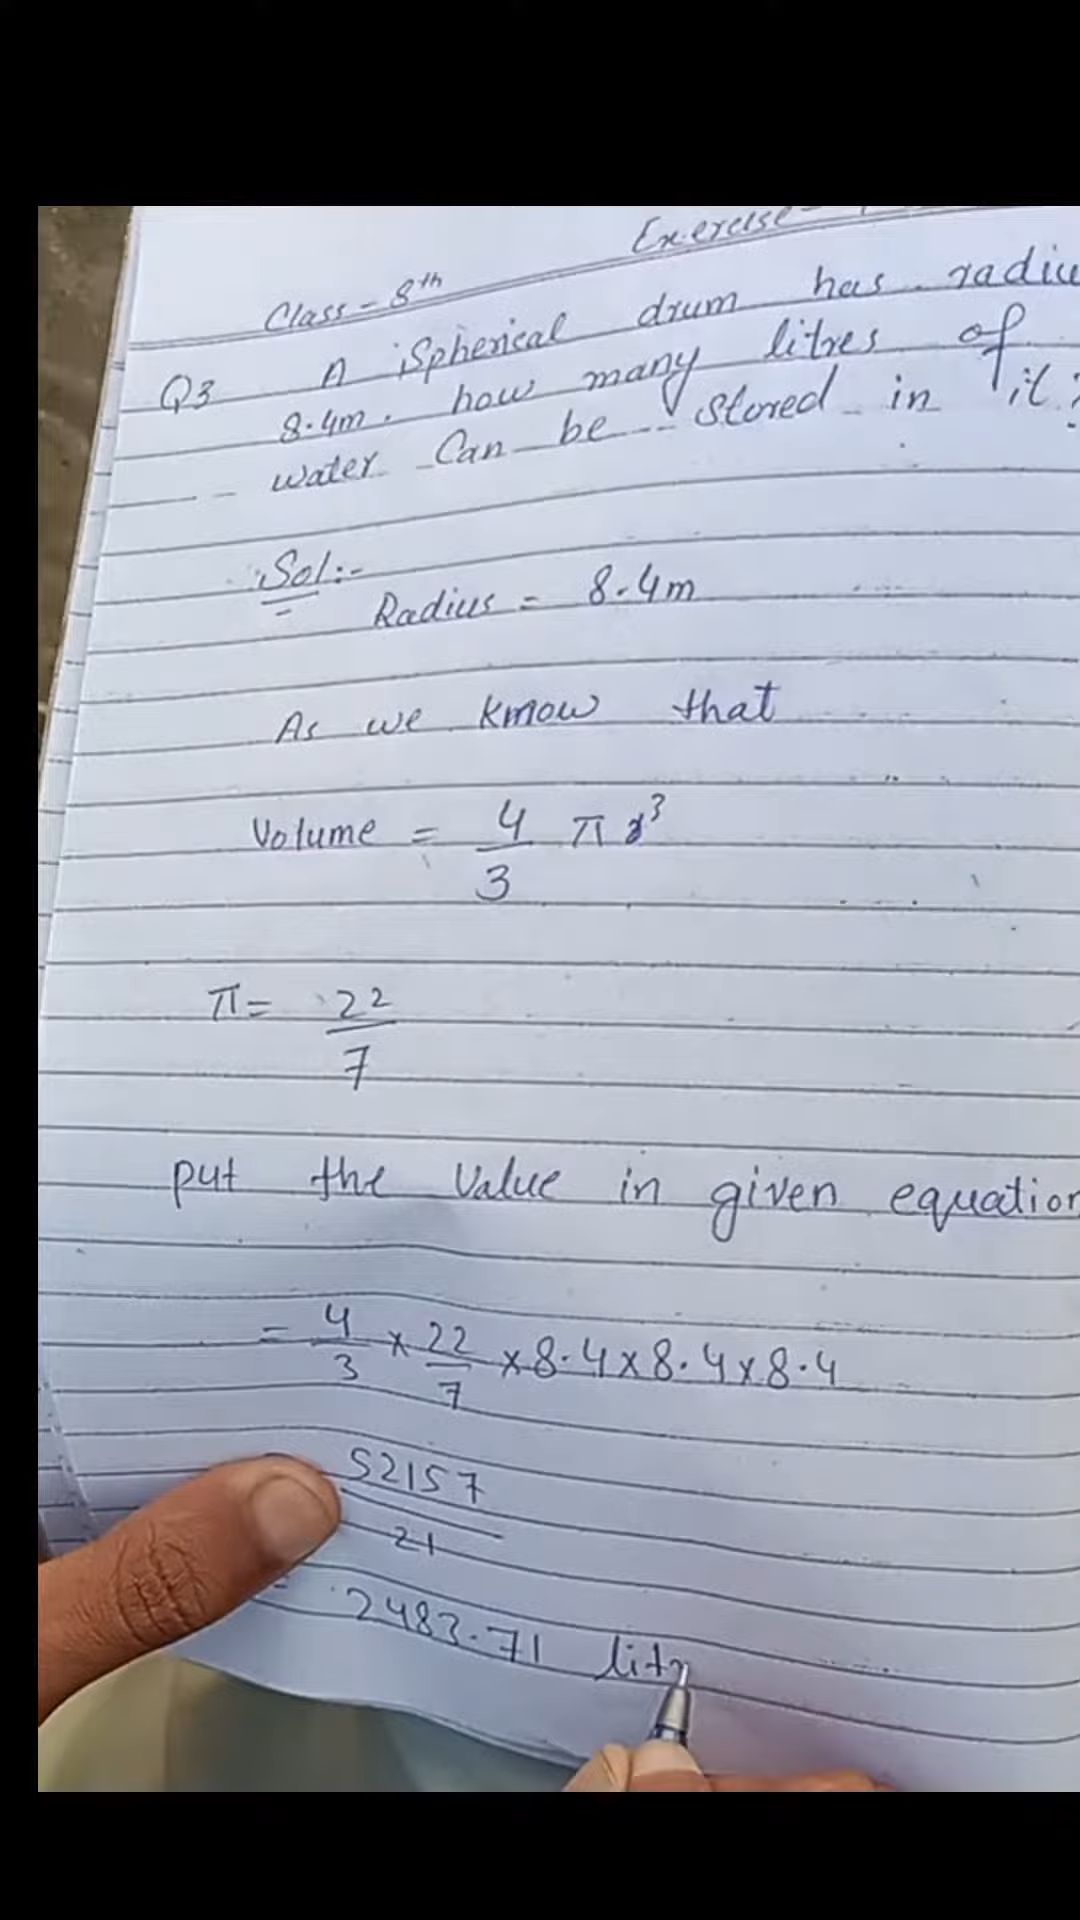 Exercise -
Class - 8th
Q3 A Spherical drum has radiu
8.4m. how many litres of
water Can be stored in it?
Sol:-
Radius = 8.4m
As we know that
Volume = 4/3 π r³
π = 22/7
put the value in given equation
= 4/3 × 22/7 × 8.4 × 8.4 × 8.4
52157/21
= 2483.71 litr